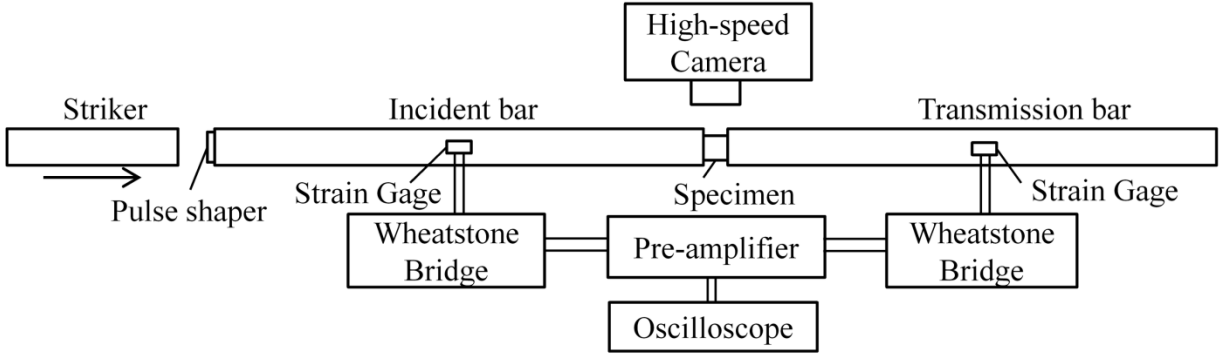 High-speed
Camera
Striker
Incident bar
Transmission bar
Pulse shaper
Strain Gage
Specimen
Strain Gage
Wheatstone
Bridge
Pre-amplifier
Wheatstone
Bridge
Oscilloscope